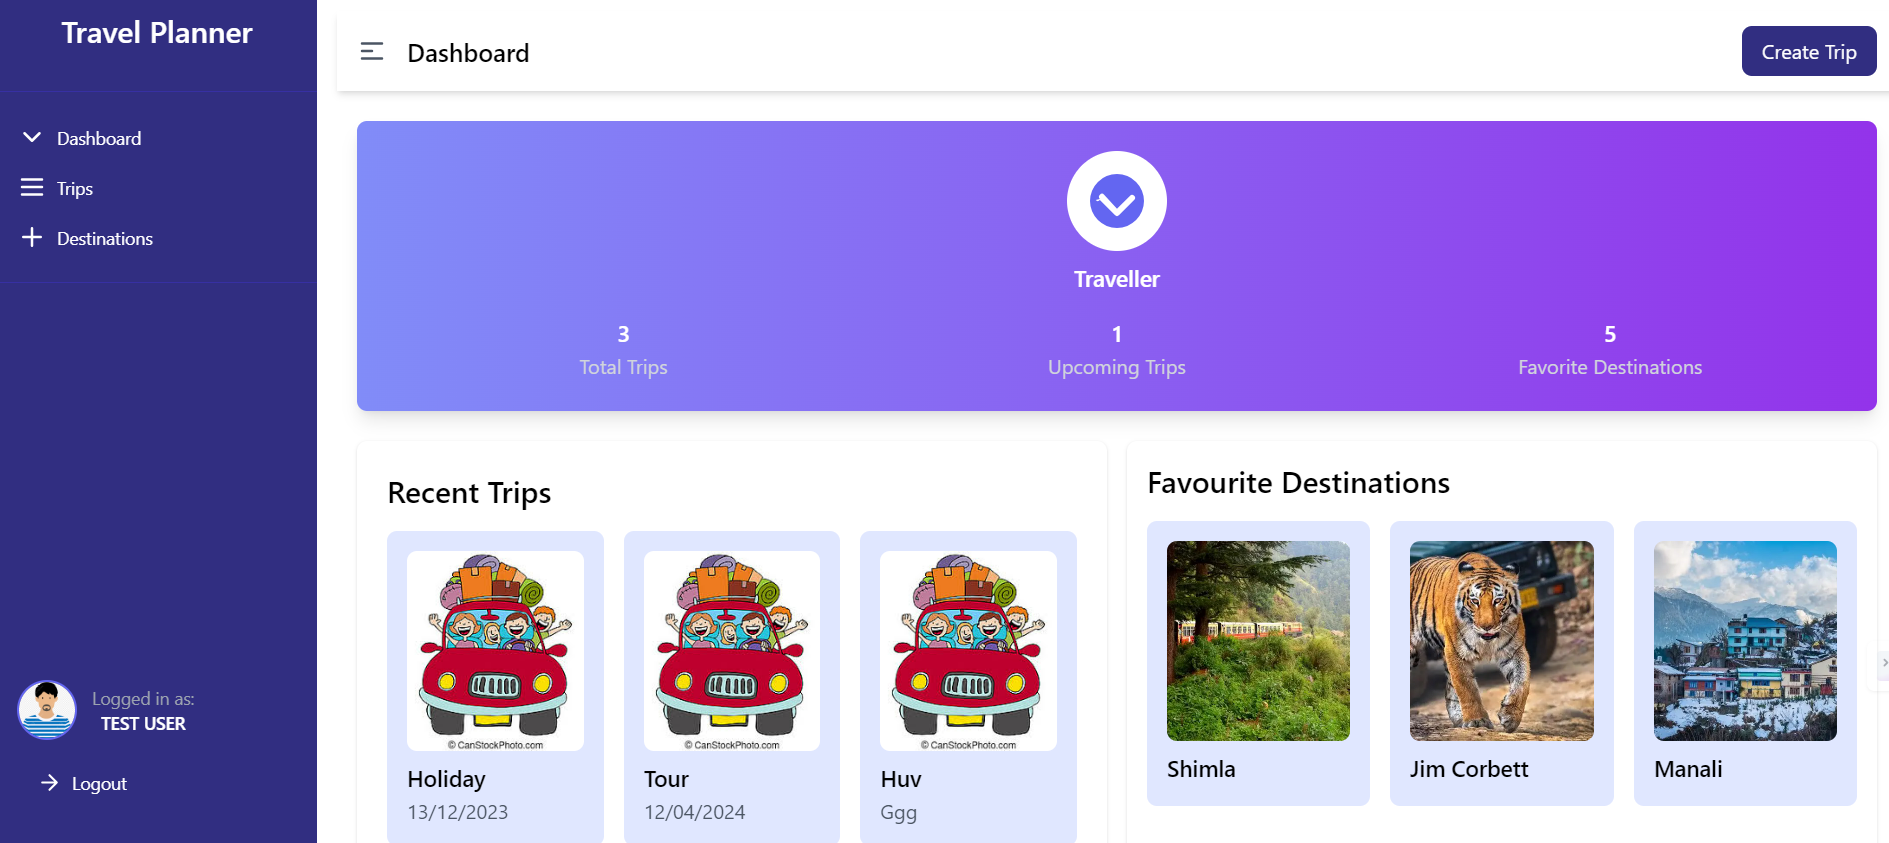 Travel Planner
Dashboard
Trips
Destinations
Logged in as:
TEST USER
Logout
Dashboard
Create Trip
Traveller
3
Total Trips
1
Upcoming Trips
5
Favorite Destinations
Recent Trips
© CanStockPhoto.com
Holiday
13/12/2023
© CanStockPhoto.com
Tour
12/04/2024
© CanStockPhoto.com
Huv
Ggg
Favourite Destinations
Shimla
Jim Corbett
Manali